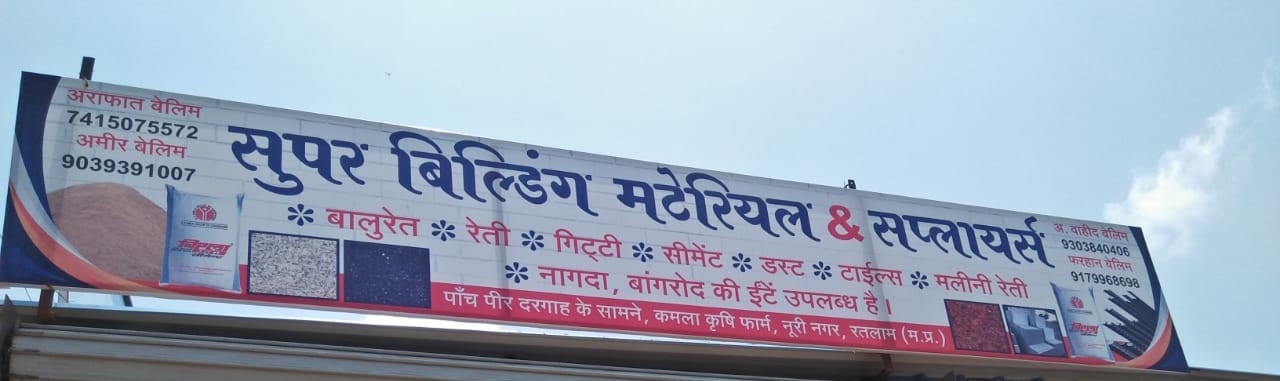 अराफात बेलिम
7415075572
अमीर बेलिम
9039391007
सुपर बिल्डिंग मटेरियल & सप्लायर्स
अ. वाहीद बेलिम
9303840406
फरहान बेलिम
9179968698
* बालुरेत * रेती * गिट्टी * सीमेंट * डस्ट * टाईल्स * मलीनी रेती
* नागदा, बांगरोद की ईंटें उपलब्ध है ।
पाँच पीर दरगाह के सामने, कमला कृषि फार्म, नूरी नगर, रतलाम (म.प्र.)
बिरला